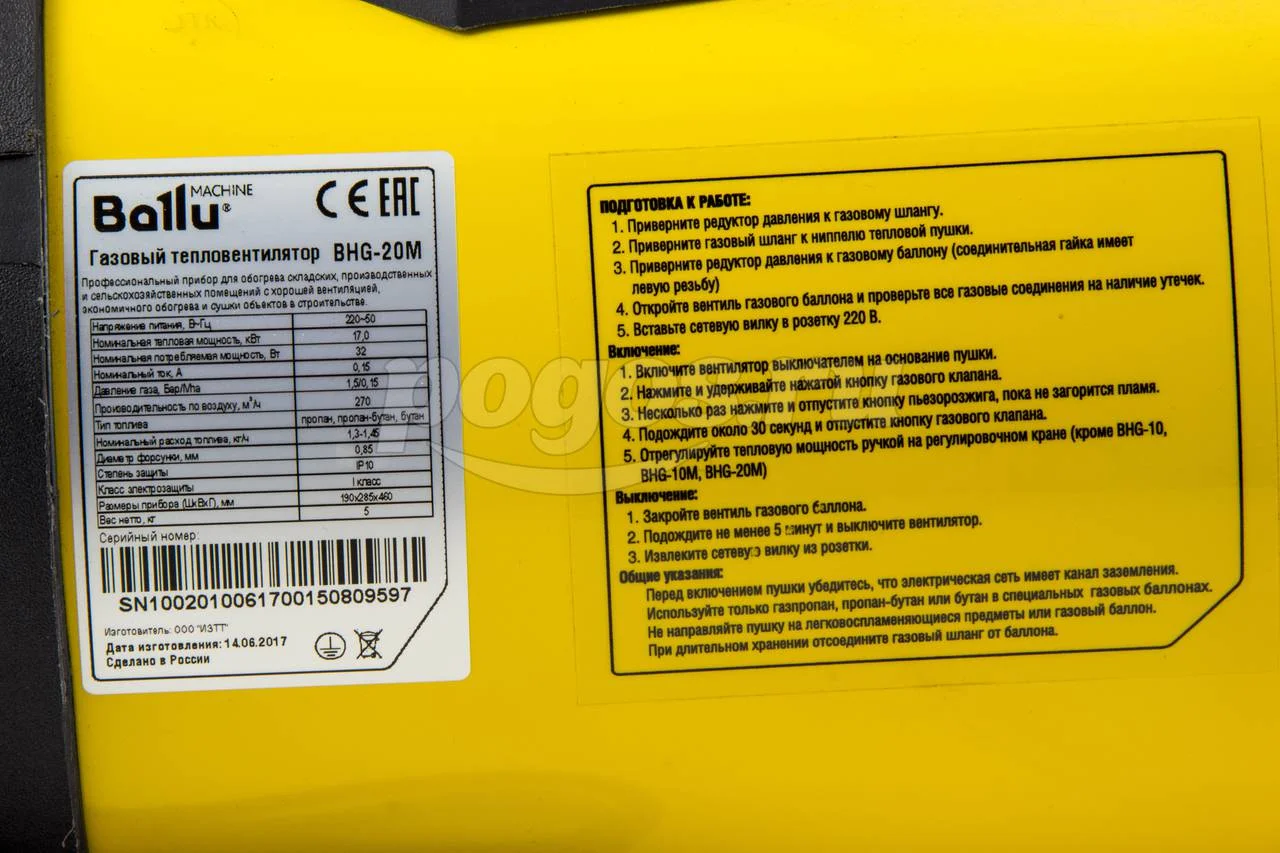 Ballu® MACHINE CE EAC
Газовый тепловентилятор BHG-20M
Профессиональный прибор для обогрева складских, производственных
и сельскохозяйственных помещений с хорошей вентиляцией,
экономичного обогрева и сушки объектов в строительстве.
Напряжение питания, В~Гц 220~50
Номинальная тепловая мощность, кВт 17,0
Номинальная потребляемая мощность, Вт 32
Номинальный ток, А 0,15
Давление газа, Бар/Мпа 1,5/0,15
Производительность по воздуху, м³/ч 270
Тип топлива пропан, пропан-бутан, бутан
Номинальный расход топлива, кг/ч 1,3-1,45
Диаметр форсунки, мм 0,85
Степень защиты IP10
Класс электрозащиты I класс
Размеры прибора (ШхВхГ), мм 190х285х460
Вес нетто, кг 5
Серийный номер:
SN1002010061700150809597
Изготовитель: ООО "ИЗТТ"
Дата изготовления: 14.06.2017
Сделано в России
ПОДГОТОВКА К РАБОТЕ:
1. Приверните редуктор давления к газовому шлангу.
2. Приверните газовый шланг к ниппелю тепловой пушки.
3. Приверните редуктор давления к газовому баллону (соединительная гайка имеет
левую резьбу)
4. Откройте вентиль газового баллона и проверьте все газовые соединения на наличие утечек.
5. Вставьте сетевую вилку в розетку 220 В.
Включение:
1. Включите вентилятор выключателем на основание пушки.
2. Нажмите и удерживайте нажатой кнопку газового клапана.
3. Несколько раз нажмите и отпустите кнопку пьезорозжига, пока не загорится пламя.
4. Подождите около 30 секунд и отпустите кнопку газового клапана.
5. Отрегулируйте тепловую мощность ручкой на регулировочном кране (кроме BHG-10,
BHG-10M, BHG-20M)
Выключение:
1. Закройте вентиль газового баллона.
2. Подождите не менее 5 минут и выключите вентилятор.
3. Извлеките сетевую вилку из розетки.
Общие указания:
Перед включением пушки убедитесь, что электрическая сеть имеет канал заземления.
Используйте только газпропан, пропан-бутан или бутан в специальных газовых баллонах.
Не направляйте пушку на легковоспламеняющиеся предметы или газовый баллон.
При длительном хранении отсоедините газовый шланг от баллона.